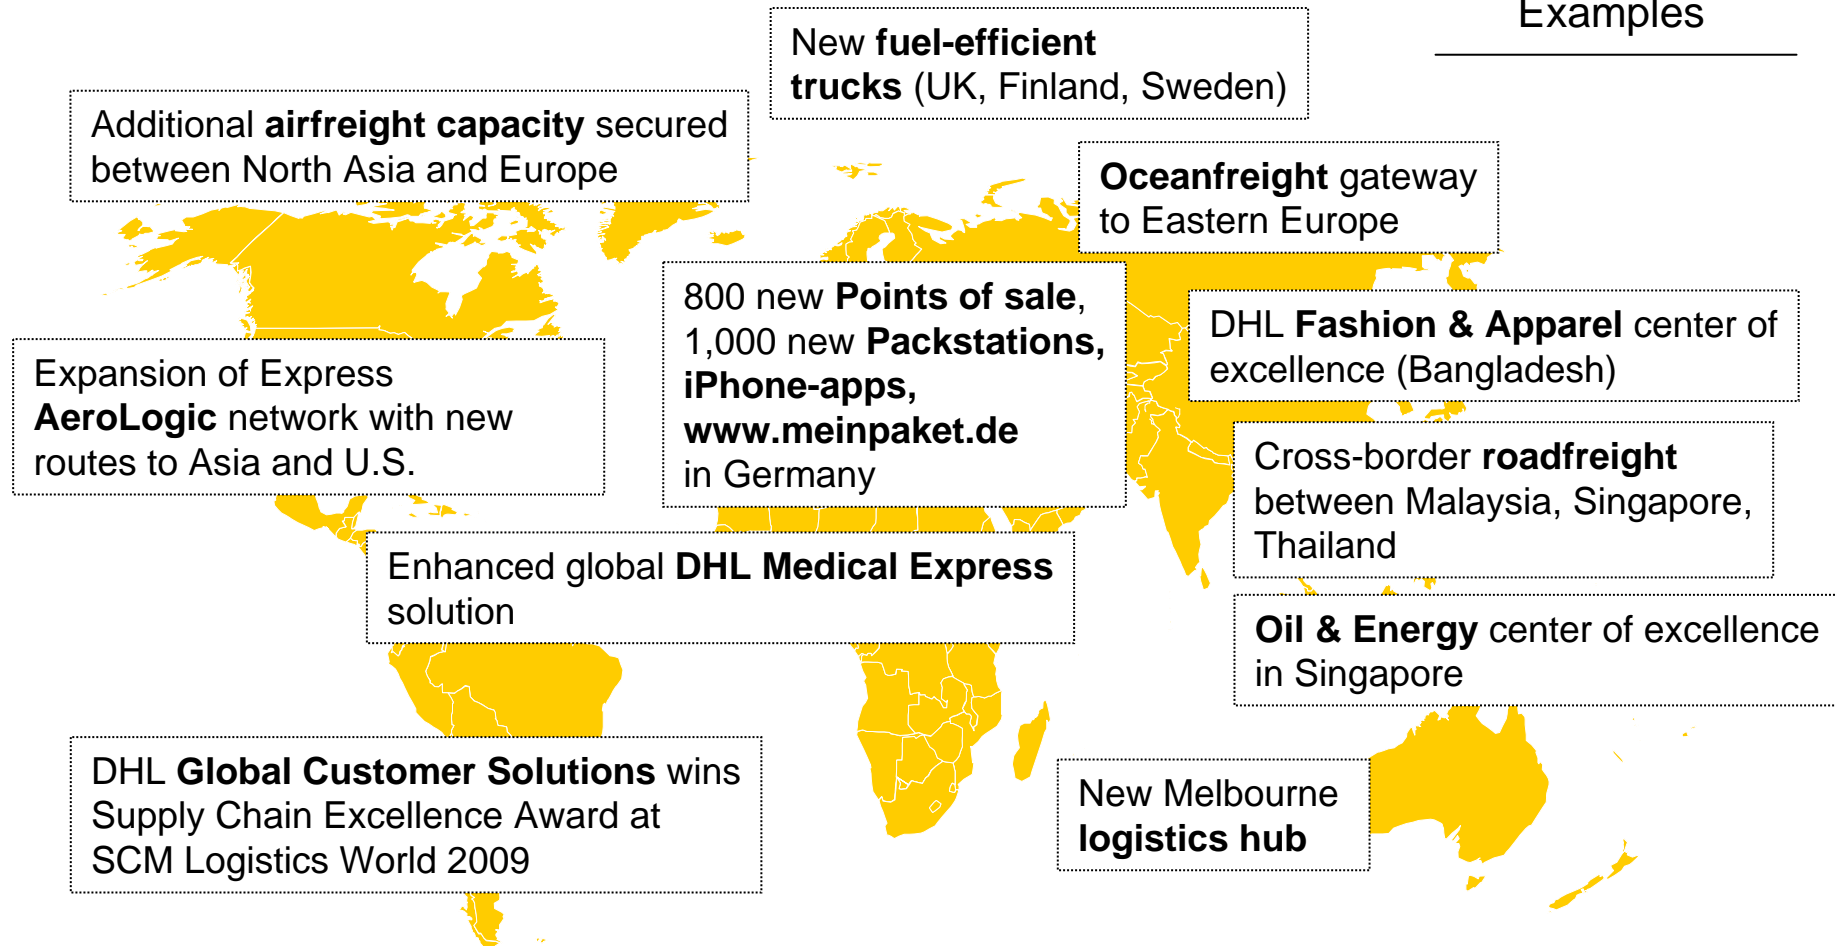 Examples
New fuel-efficient
trucks (UK, Finland, Sweden)
Additional airfreight capacity secured
between North Asia and Europe
Oceanfreight gateway
to Eastern Europe
800 new Points of sale,
1,000 new Packstations,
iPhone-apps,
www.meinpaket.de
in Germany
DHL Fashion & Apparel center of
excellence (Bangladesh)
Expansion of Express
AeroLogic network with new
routes to Asia and U.S.
Cross-border roadfreight
between Malaysia, Singapore,
Thailand
Enhanced global DHL Medical Express
solution
Oil & Energy center of excellence
in Singapore
DHL Global Customer Solutions wins
Supply Chain Excellence Award at
SCM Logistics World 2009
New Melbourne
logistics hub